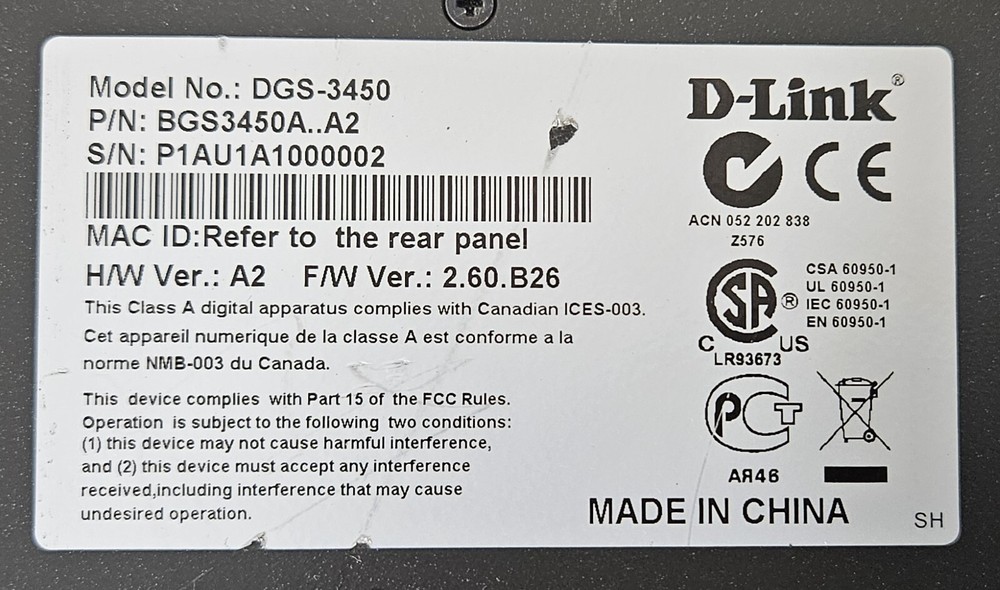 Model No.: DGS-3450
P/N: BGS3450A..A2
S/N: P1AU1A1000002
MAC ID:Refer to the rear panel
H/W Ver.: A2 F/W Ver.: 2.60.B26
This Class A digital apparatus complies with Canadian ICES-003.
Cet appareil numerique de la classe A est conforme a la
norme NMB-003 du Canada.
This device complies with Part 15 of the FCC Rules.
Operation is subject to the following two conditions:
(1) this device may not cause harmful interference,
and (2) this device must accept any interference
received,including interference that may cause
undesired operation.
D-Link®
CE
ACN 052 202 838
Z576
SA ®
C US
CSA 60950-1
UL 60950-1
IEC 60950-1
EN 60950-1
LR93673
PCT
AЯ46
MADE IN CHINA
SH